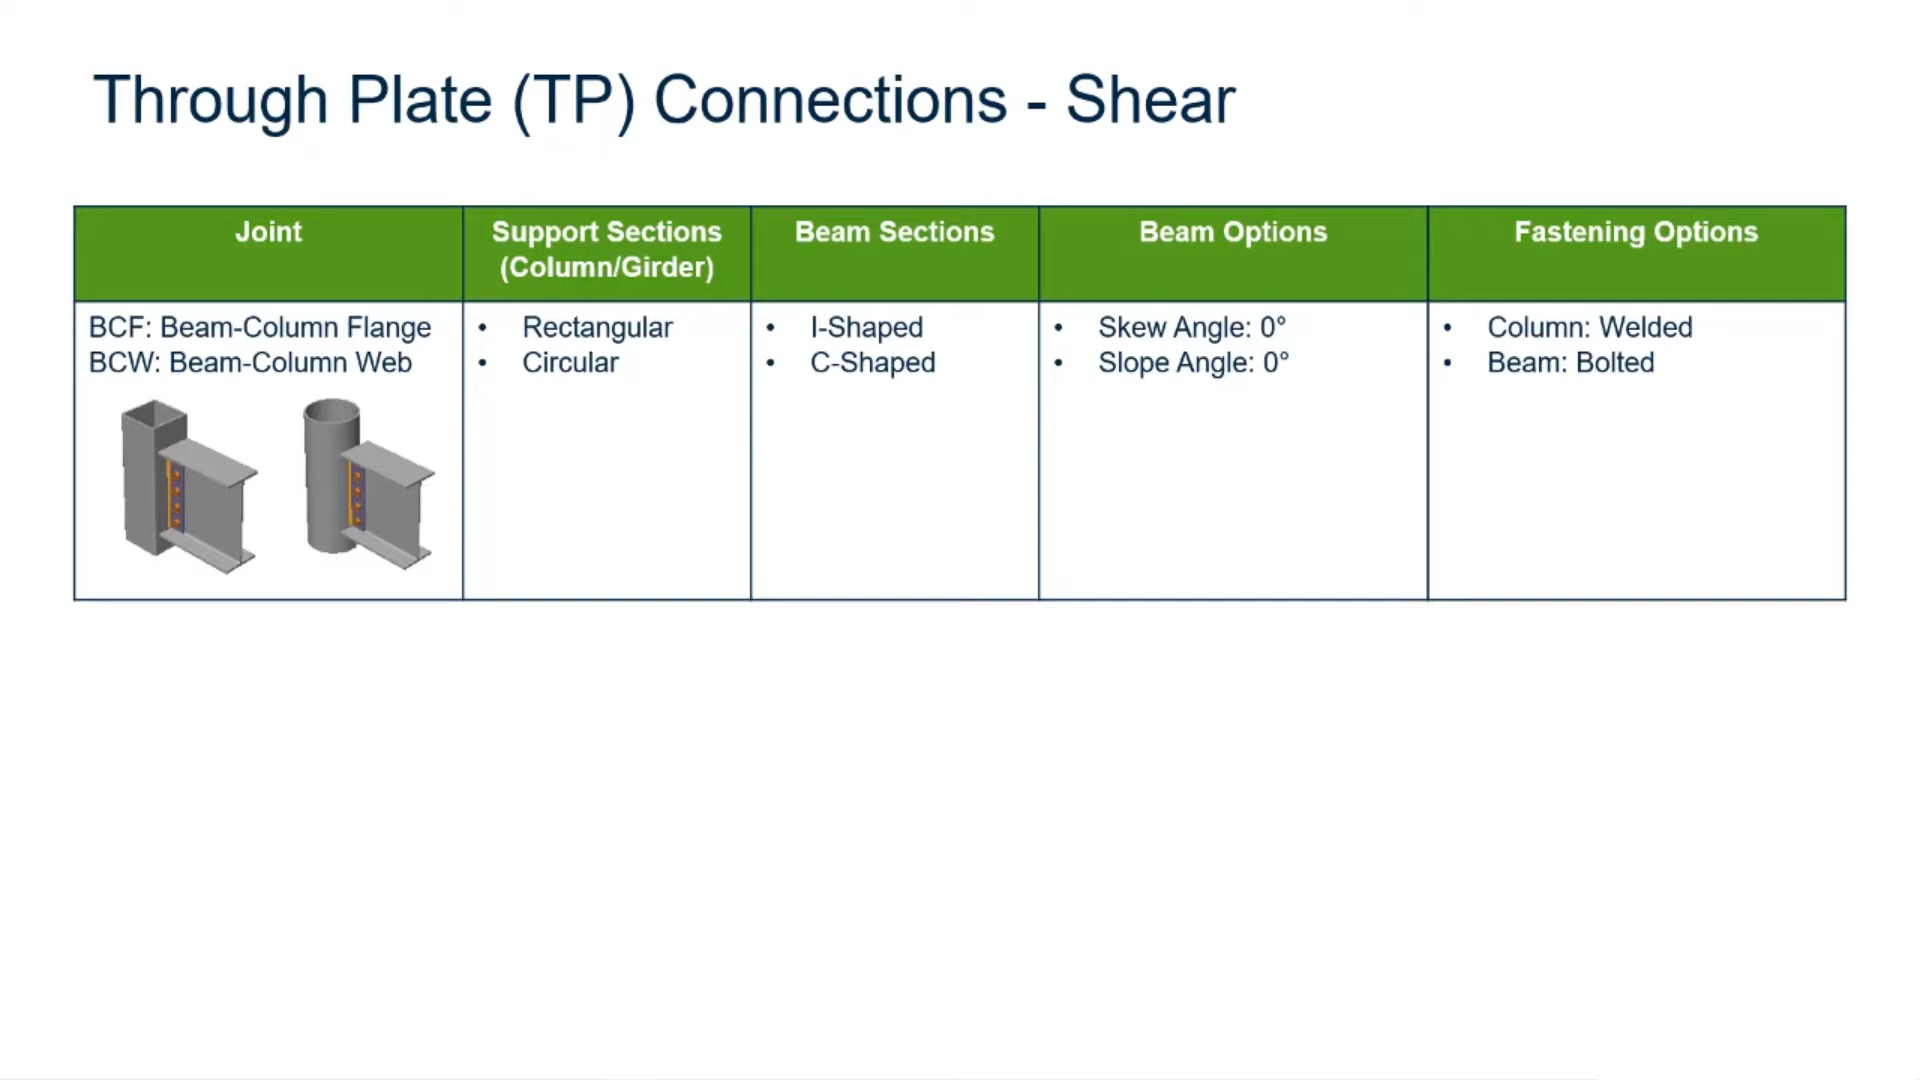 Through Plate (TP) Connections - Shear
Joint
Support Sections
(Column/Girder)
Beam Sections
Beam Options
Fastening Options
BCF: Beam-Column Flange
BCW: Beam-Column Web
• Rectangular
• Circular
• I-Shaped
• C-Shaped
• Skew Angle: 0°
• Slope Angle: 0°
• Column: Welded
• Beam: Bolted